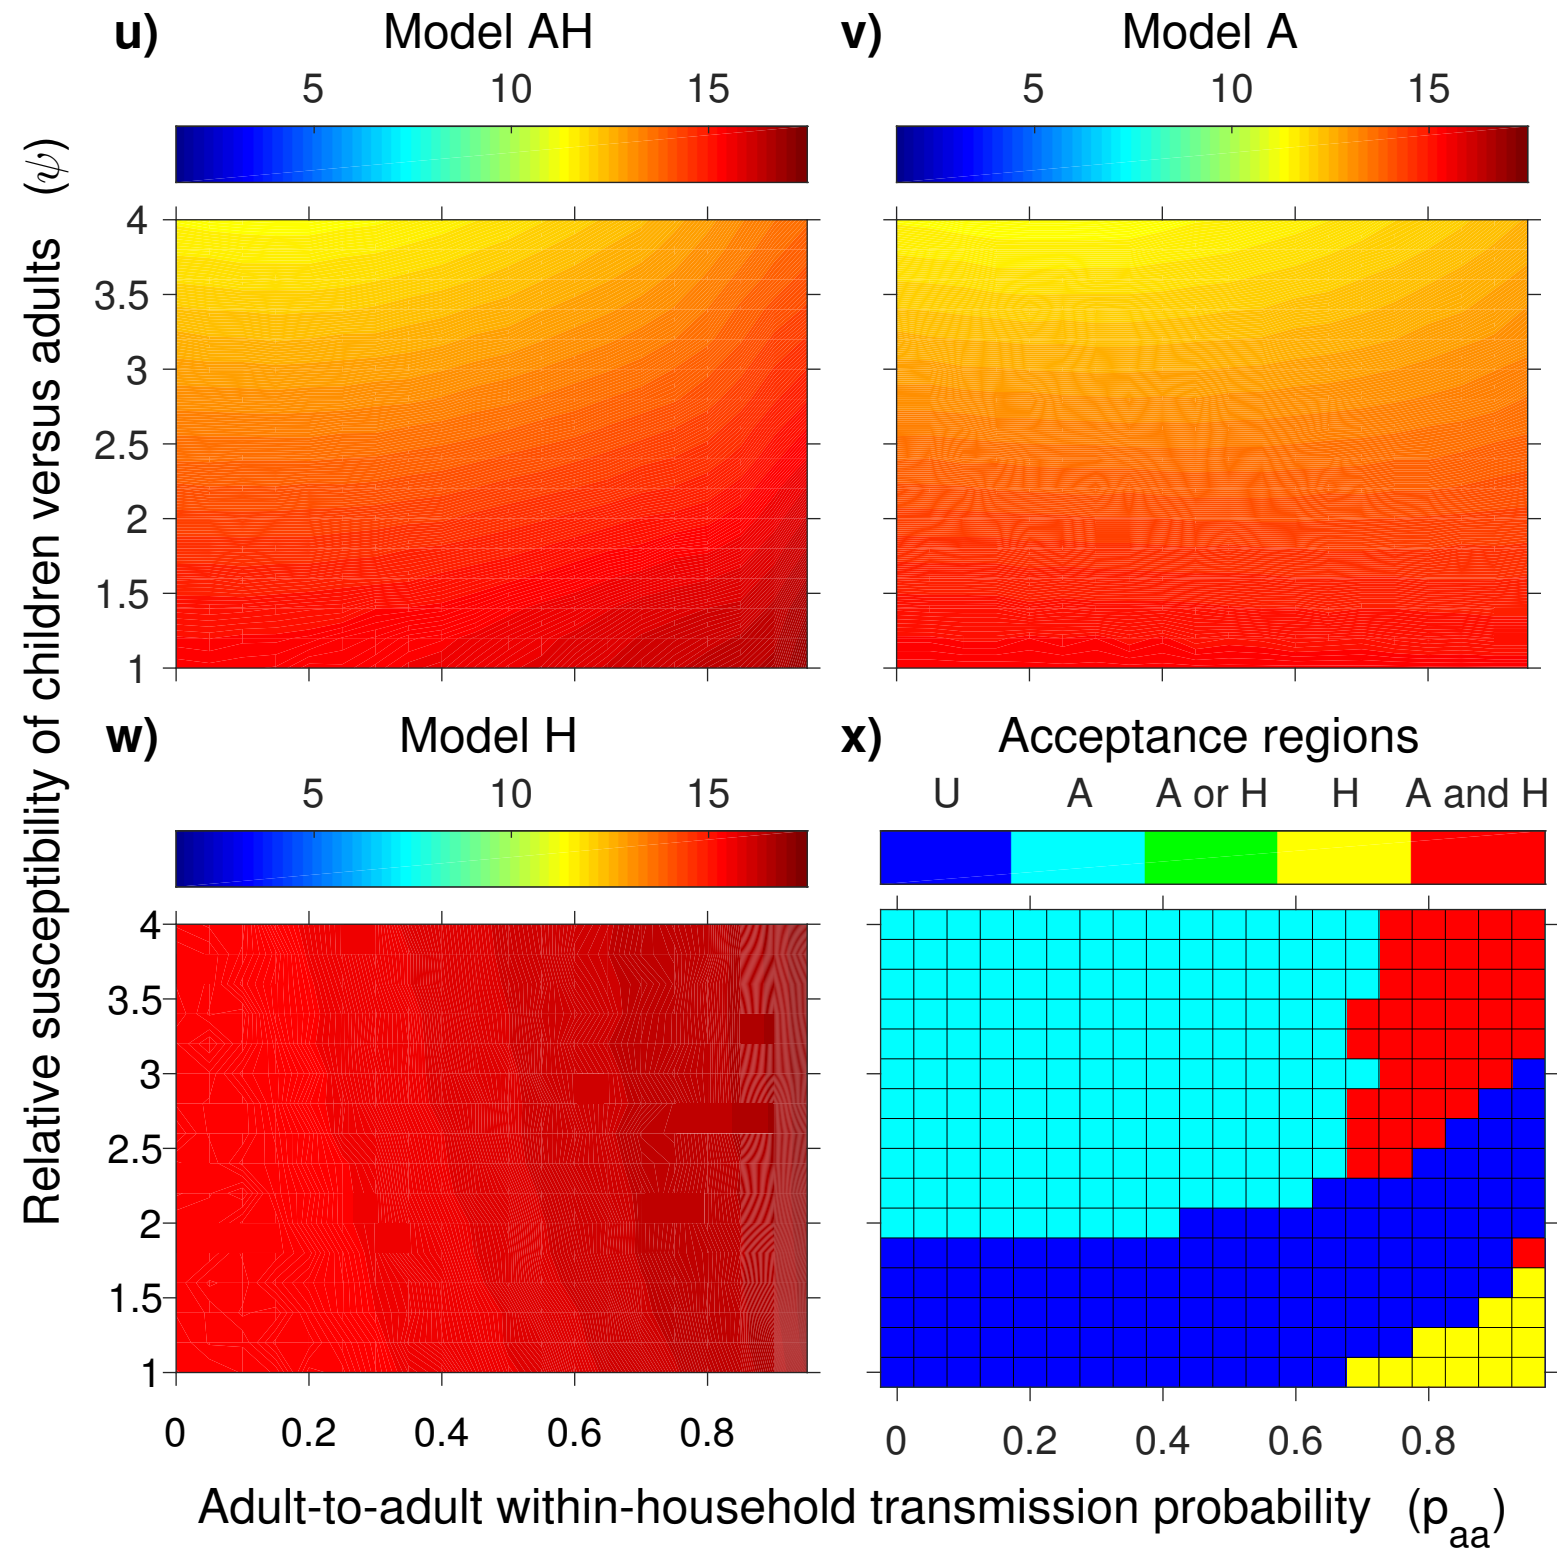 u) Model AH
5 10 15
v) Model A
5 10 15
Relative susceptibility of children versus adults (ψ)
4
3.5
3
2.5
2
1.5
1
w) Model H
5 10 15
x) Acceptance regions
U A A or H H A and H
4
3.5
3
2.5
2
1.5
1
0 0.2 0.4 0.6 0.8
0 0.2 0.4 0.6 0.8
Adult-to-adult within-household transmission probability (p_aa)